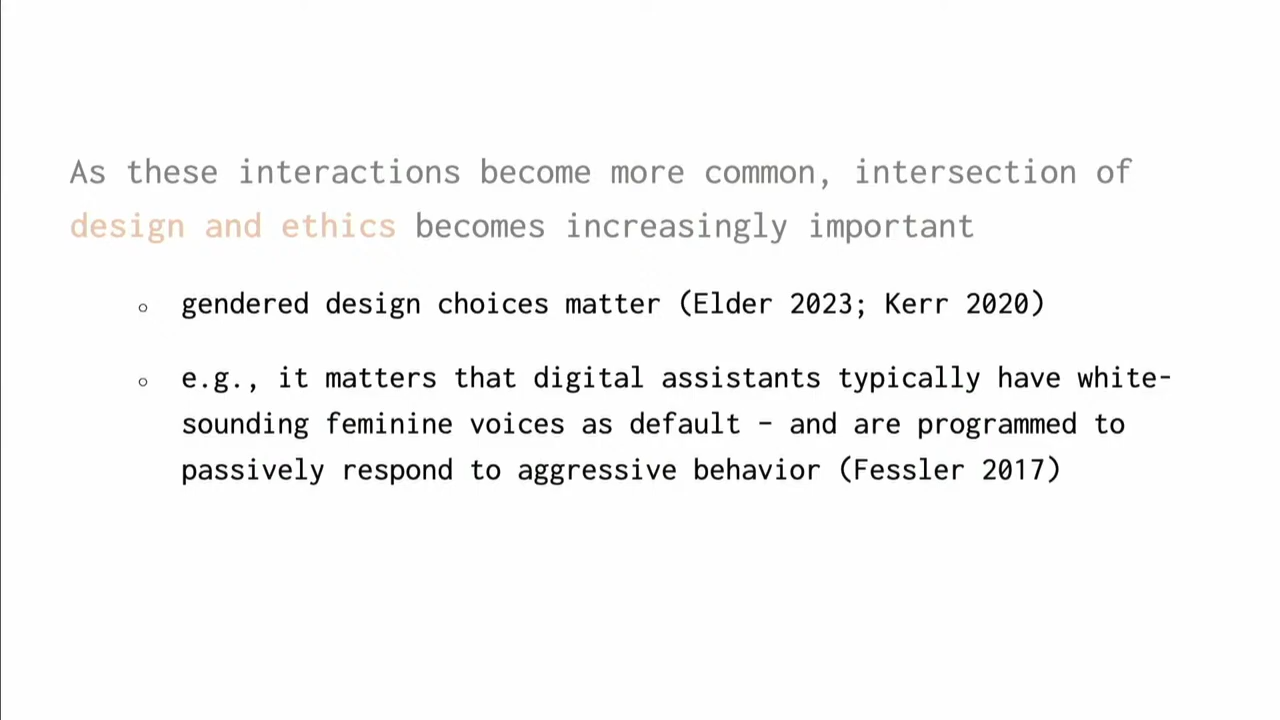 As these interactions become more common, intersection of
design and ethics becomes increasingly important
◦ gendered design choices matter (Elder 2023; Kerr 2020)
◦ e.g., it matters that digital assistants typically have white-
sounding feminine voices as default – and are programmed to
passively respond to aggressive behavior (Fessler 2017)